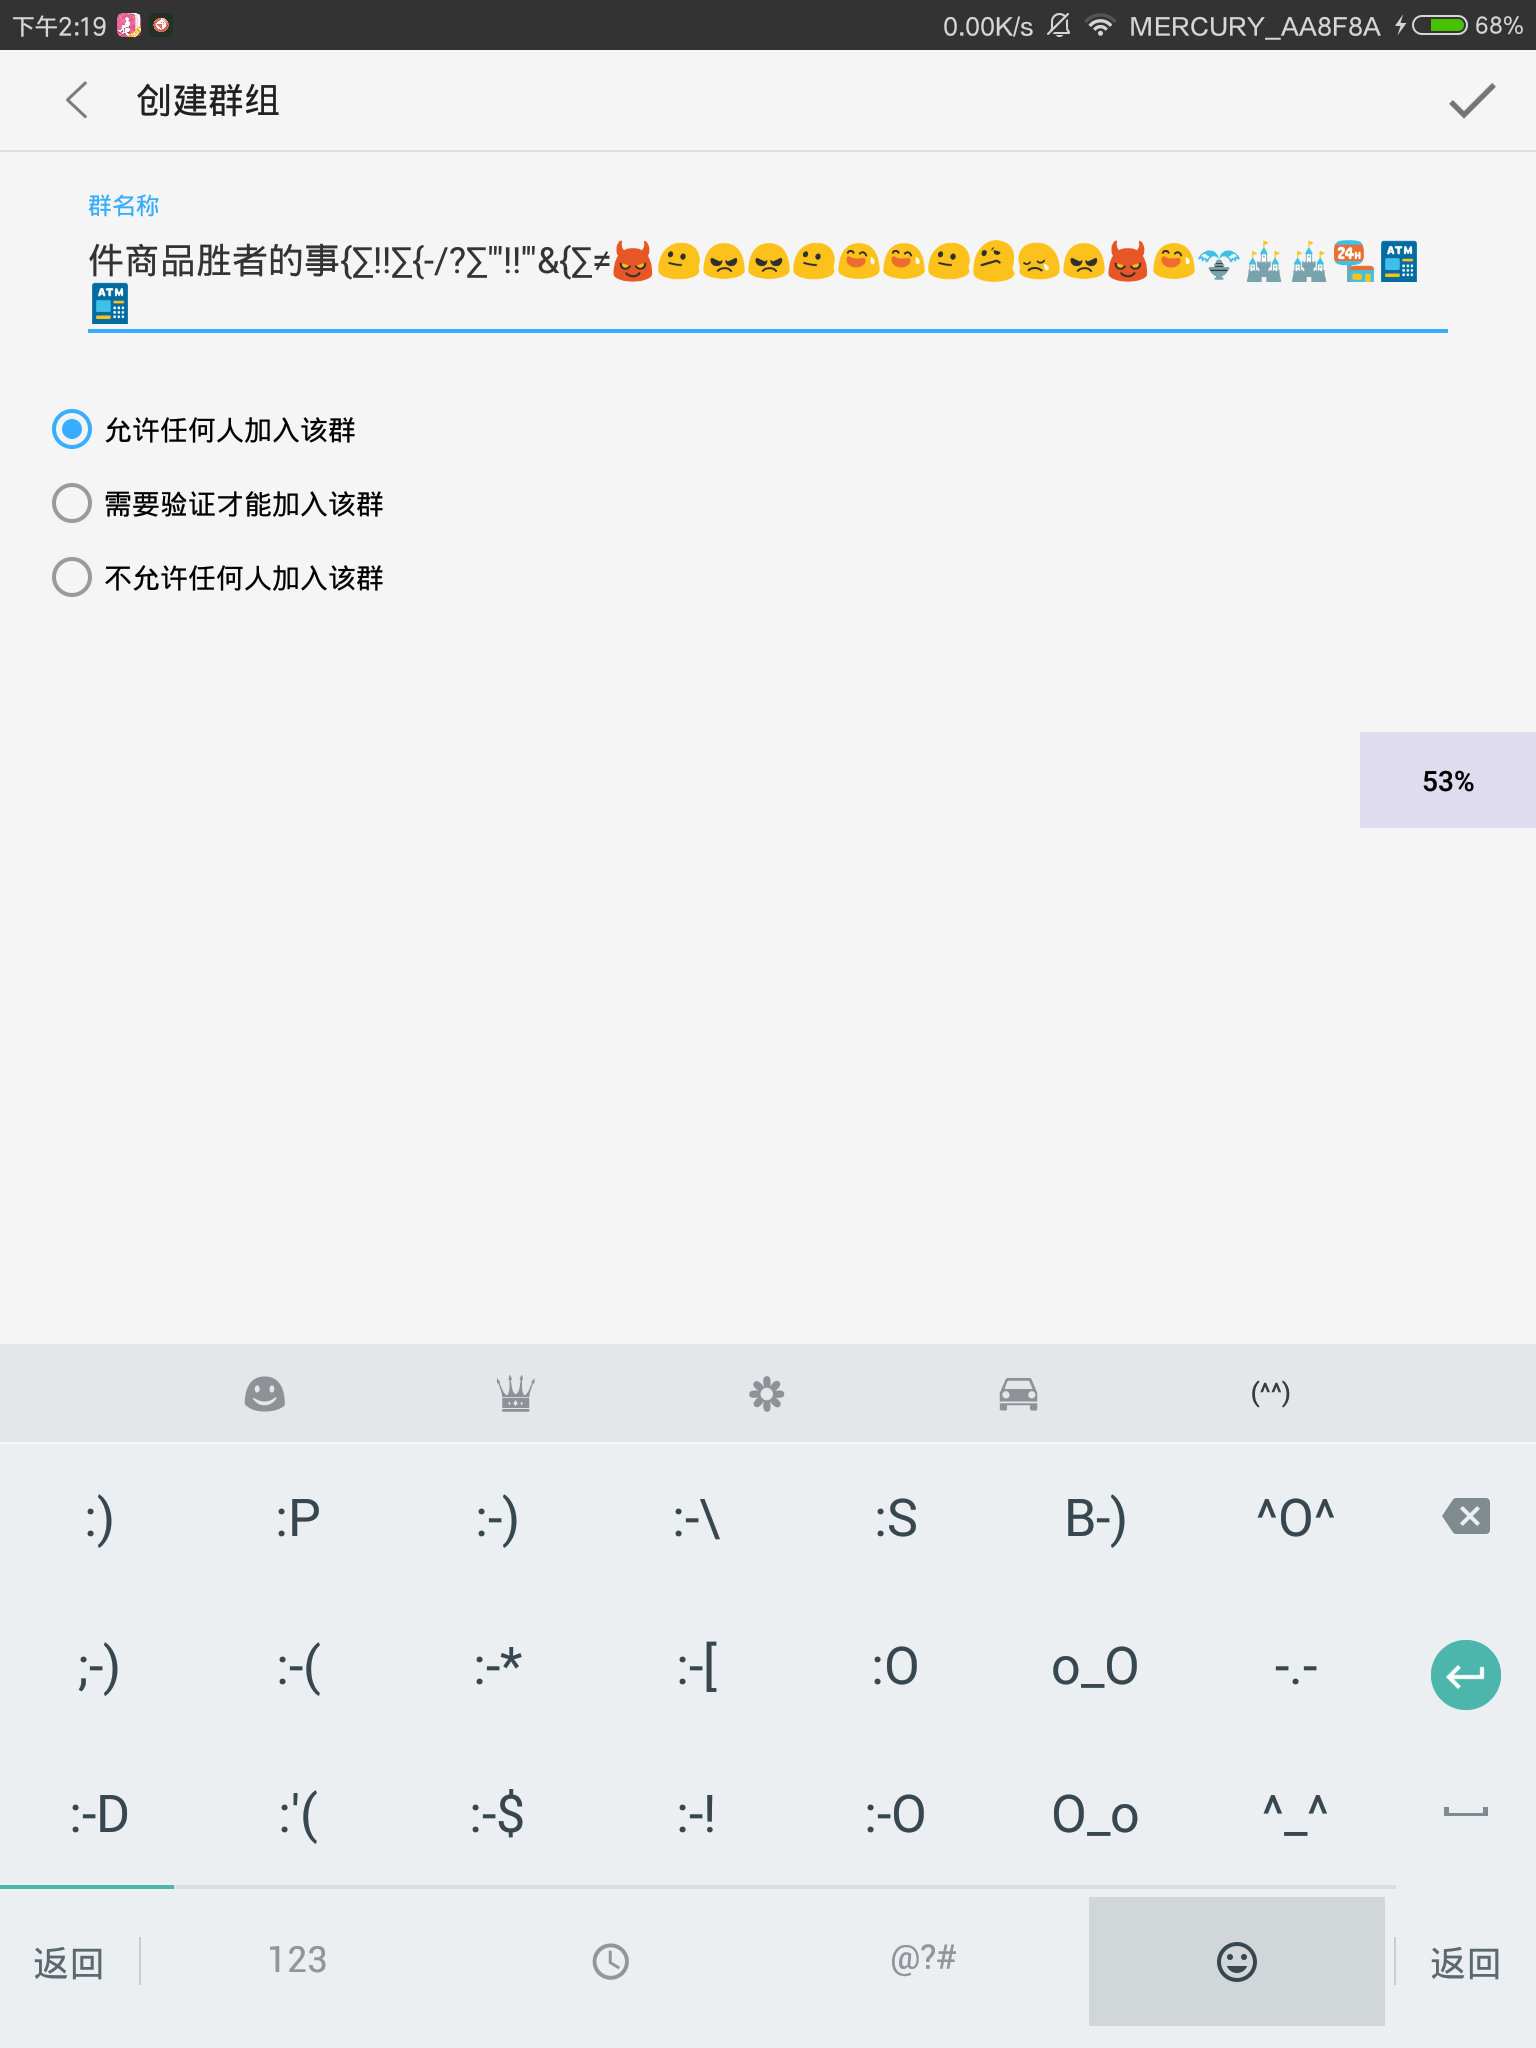 下午2:19 0.00K/s MERCURY_AA8F8A 68%
创建群组
群名称
件商品胜者的事{∑!!∑{-/?∑'"!!'"&{∑≠👿😐😠😠😐😅😅😐😕😥😠👿😅⛲🏰🏰🏪🏧
🏧
允许任何人加入该群
需要验证才能加入该群
不允许任何人加入该群
53%
(^^)
:) :P :-) :-\ :S B-) ^O^
;-) :-( :-* :-[ :O o_O -.-
:-D :'( :-$ :-! :-O O_o ^_^
返回 123 @?# 返回